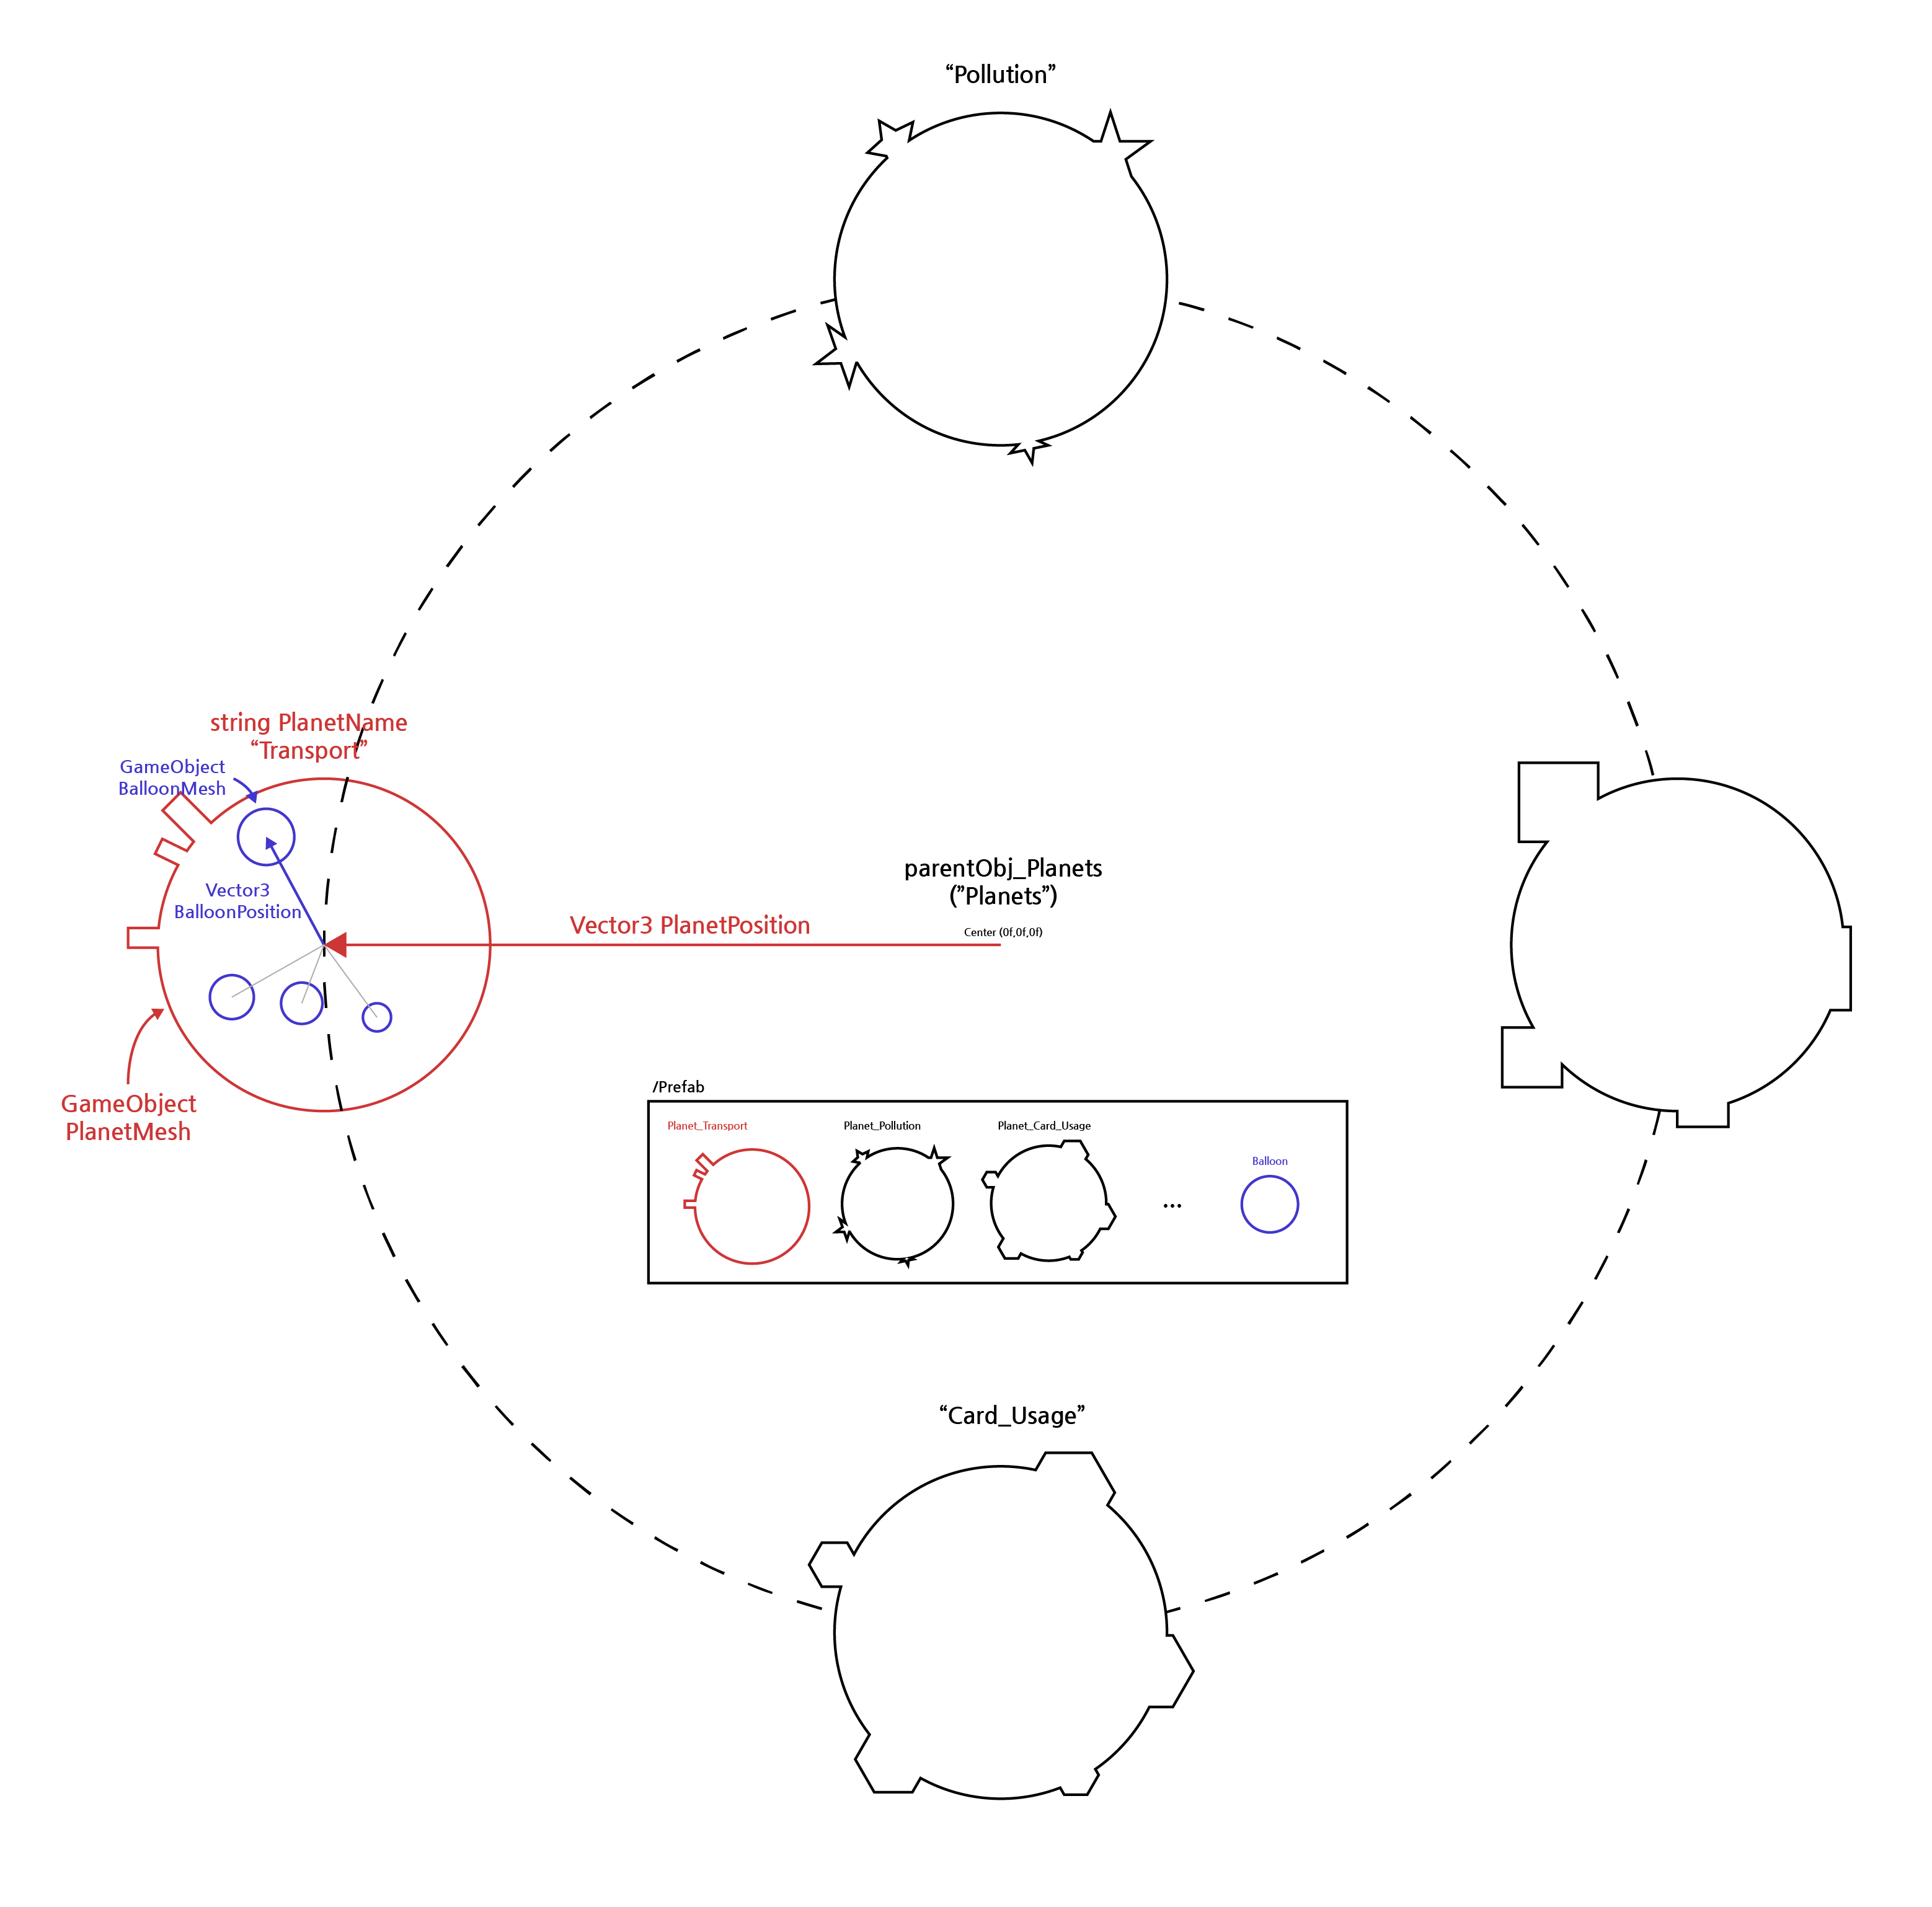 “Pollution”
string PlanetName
“Transport”
GameObject
BalloonMesh
Vector3
BalloonPosition
Vector3 PlanetPosition
parentObj_Planets
(”Planets”)
Center (0f,0f,0f)
GameObject
PlanetMesh
/Prefab
Planet_Transport
Planet_Pollution
Planet_Card_Usage
...
Balloon
“Card_Usage”